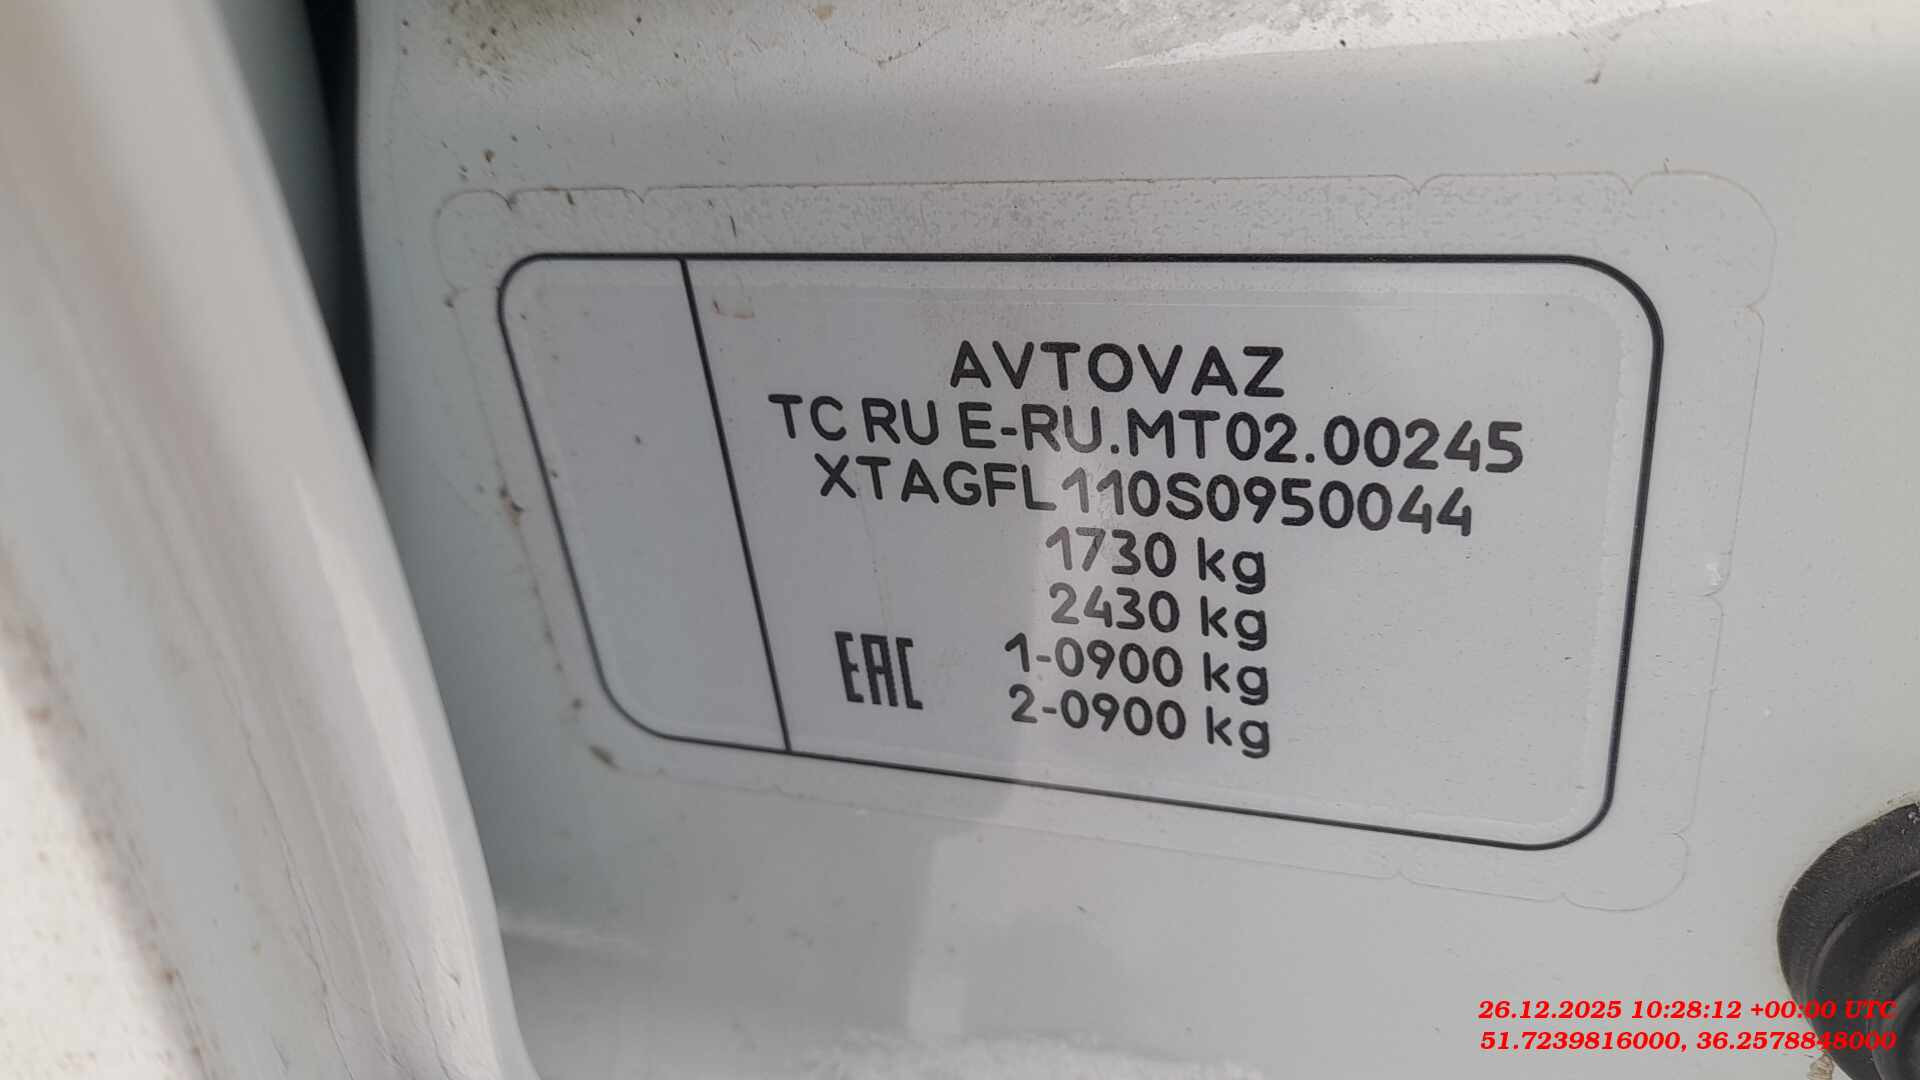 AVTOVAZ
TC RU E-RU.MT02.00245
XTAGFL110S0950044
1730 kg
2430 kg
1-0900 kg
2-0900 kg
EAC
26.12.2025 10:28:12 +00:00 UTC
51.7239816000, 36.2578848000